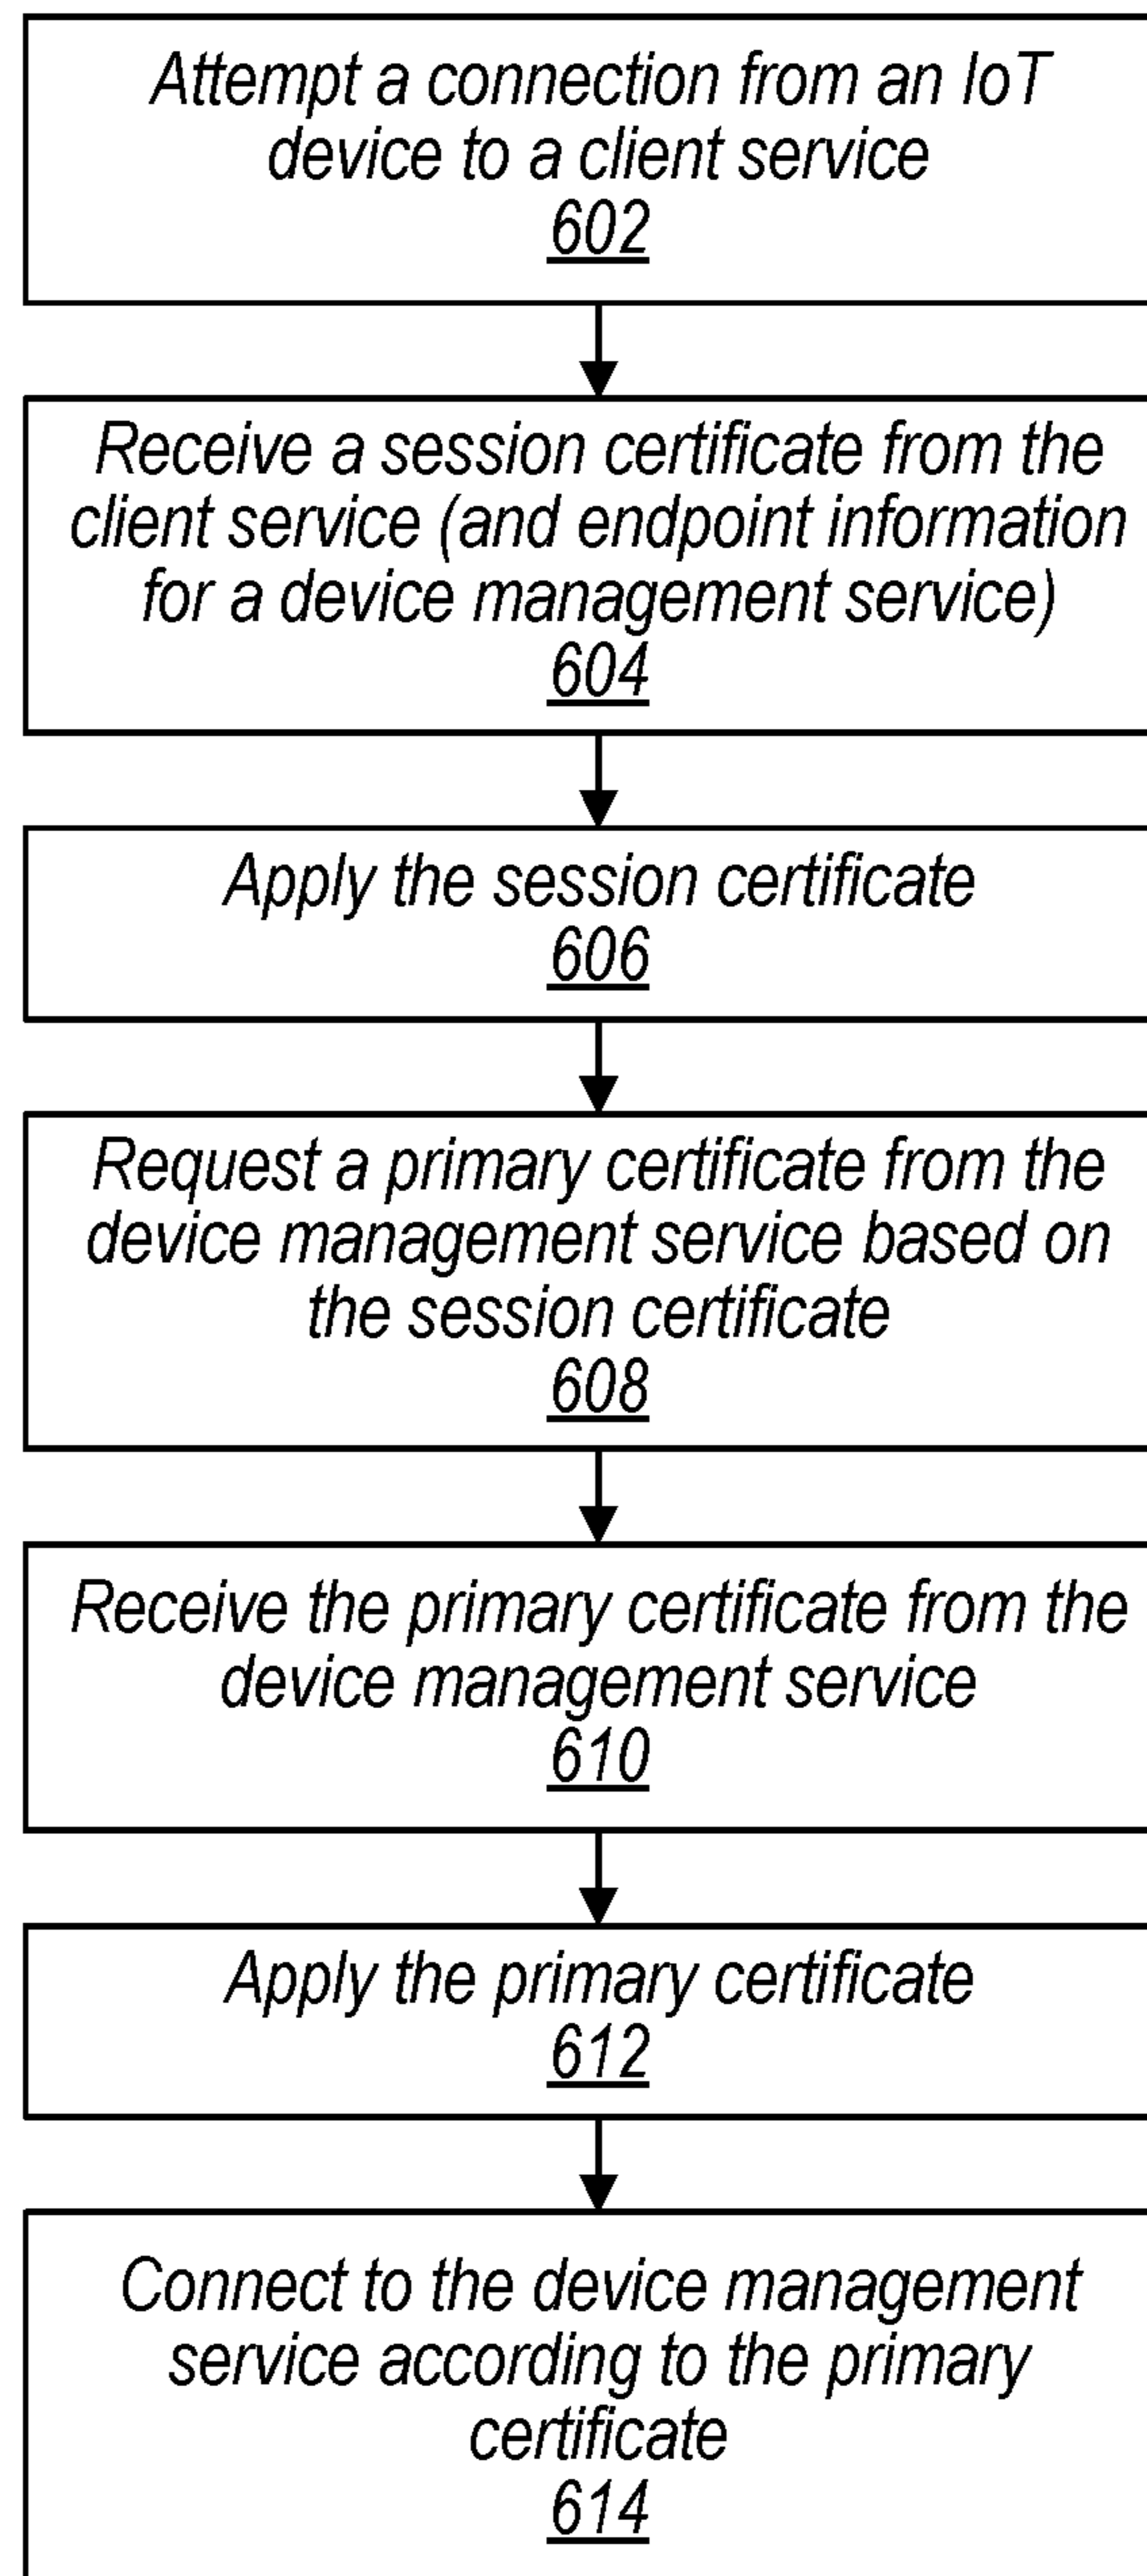 Attempt a connection from an IoT
device to a client service
602
Receive a session certificate from the
client service (and endpoint information
for a device management service)
604
Apply the session certificate
606
Request a primary certificate from the
device management service based on
the session certificate
608
Receive the primary certificate from the
device management service
610
Apply the primary certificate
612
Connect to the device management
service according to the primary
certificate
614